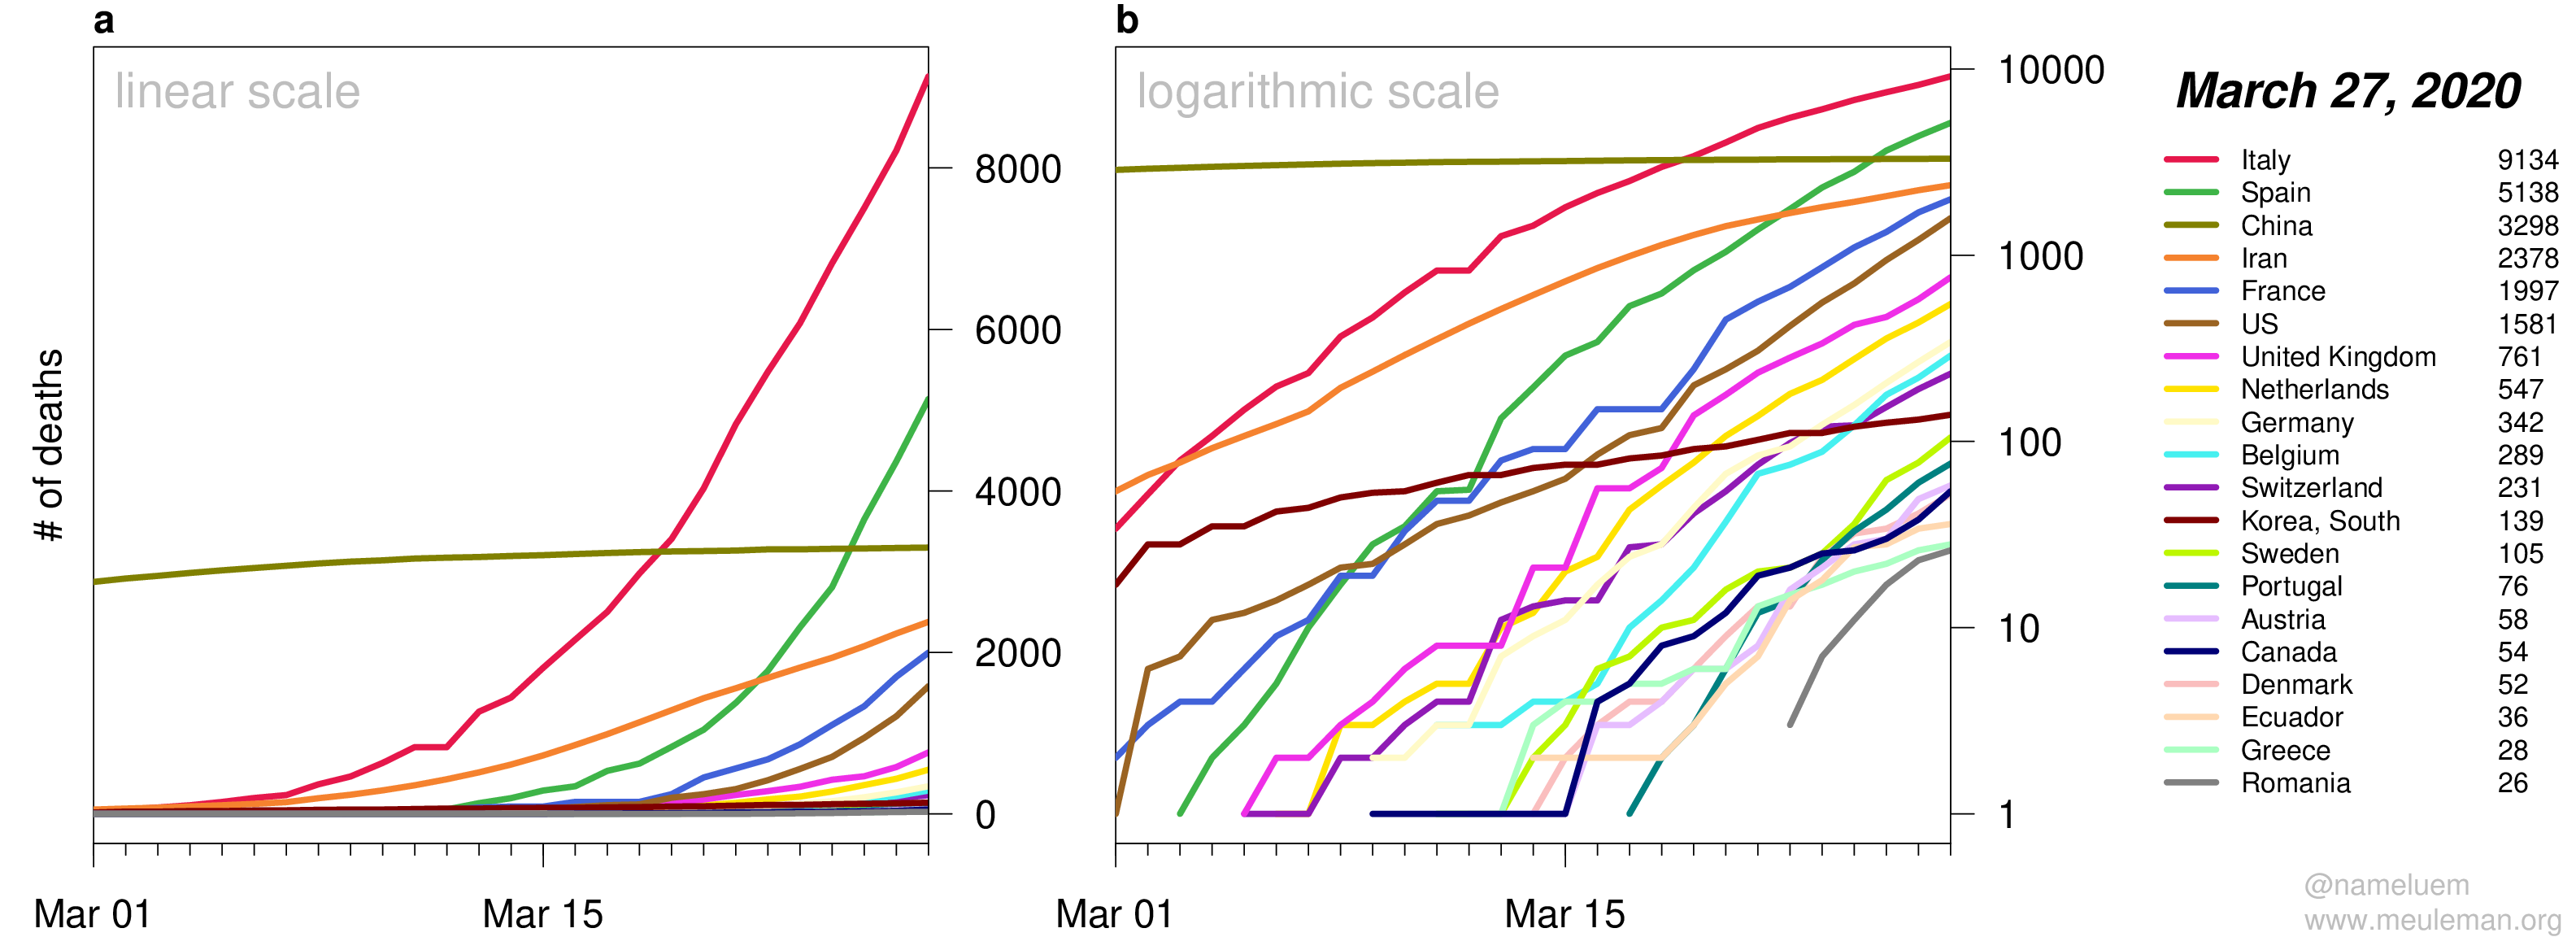 a
linear scale
# of deaths
8000
6000
4000
2000
0
Mar 01
Mar 15
b
logarithmic scale
10000
1000
100
10
1
Mar 01
Mar 15
March 27, 2020
Italy 9134
Spain 5138
China 3298
Iran 2378
France 1997
US 1581
United Kingdom 761
Netherlands 547
Germany 342
Belgium 289
Switzerland 231
Korea, South 139
Sweden 105
Portugal 76
Austria 58
Canada 54
Denmark 52
Ecuador 36
Greece 28
Romania 26
@nameluem
www.meuleman.org